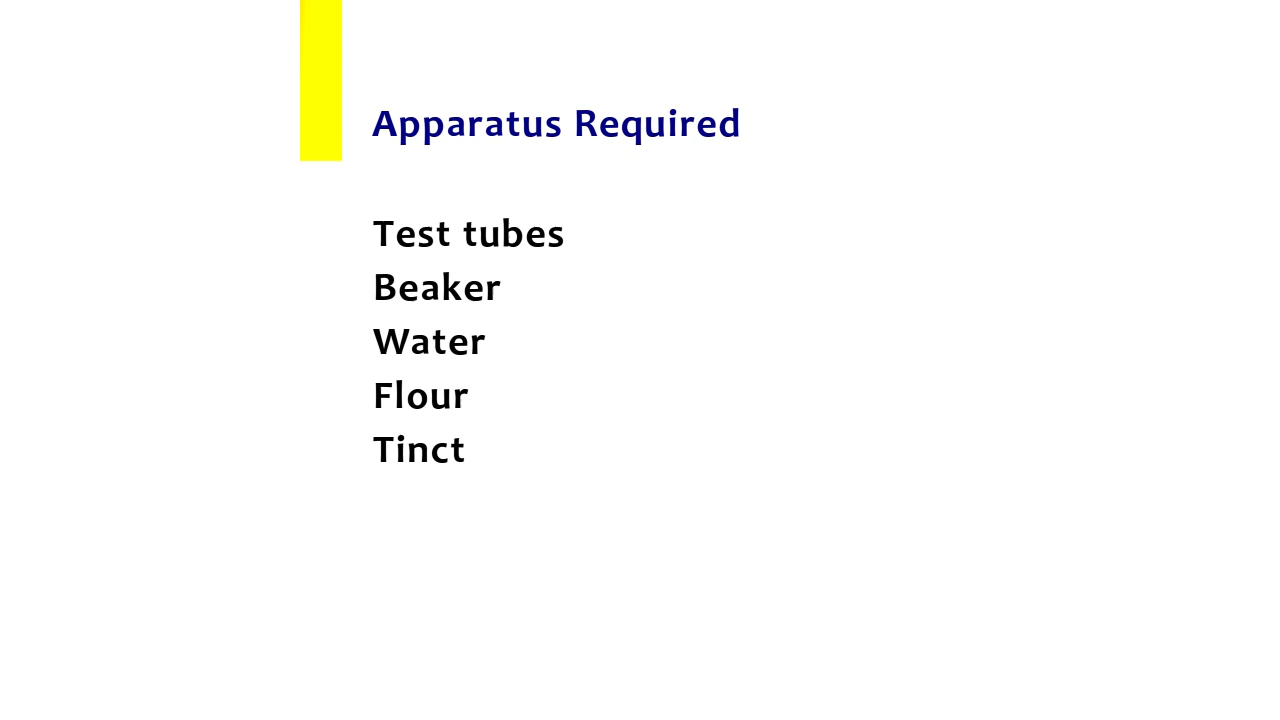 Apparatus Required
Test tubes
Beaker
Water
Flour
Tinct